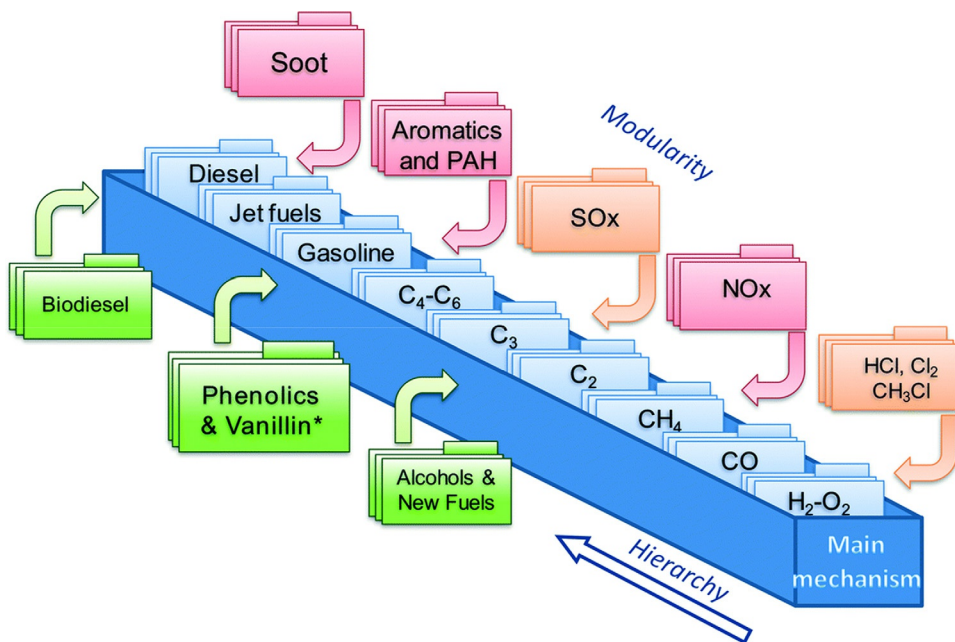 Soot
Aromatics
and PAH
Modularity
SOx
NOx
HCl, Cl₂
CH₃Cl
Diesel
Jet fuels
Gasoline
C₄-C₆
C₃
C₂
CH₄
CO
H₂-O₂
Biodiesel
Phenolics
& Vanillin*
Alcohols &
New Fuels
Hierarchy
Main
mechanism